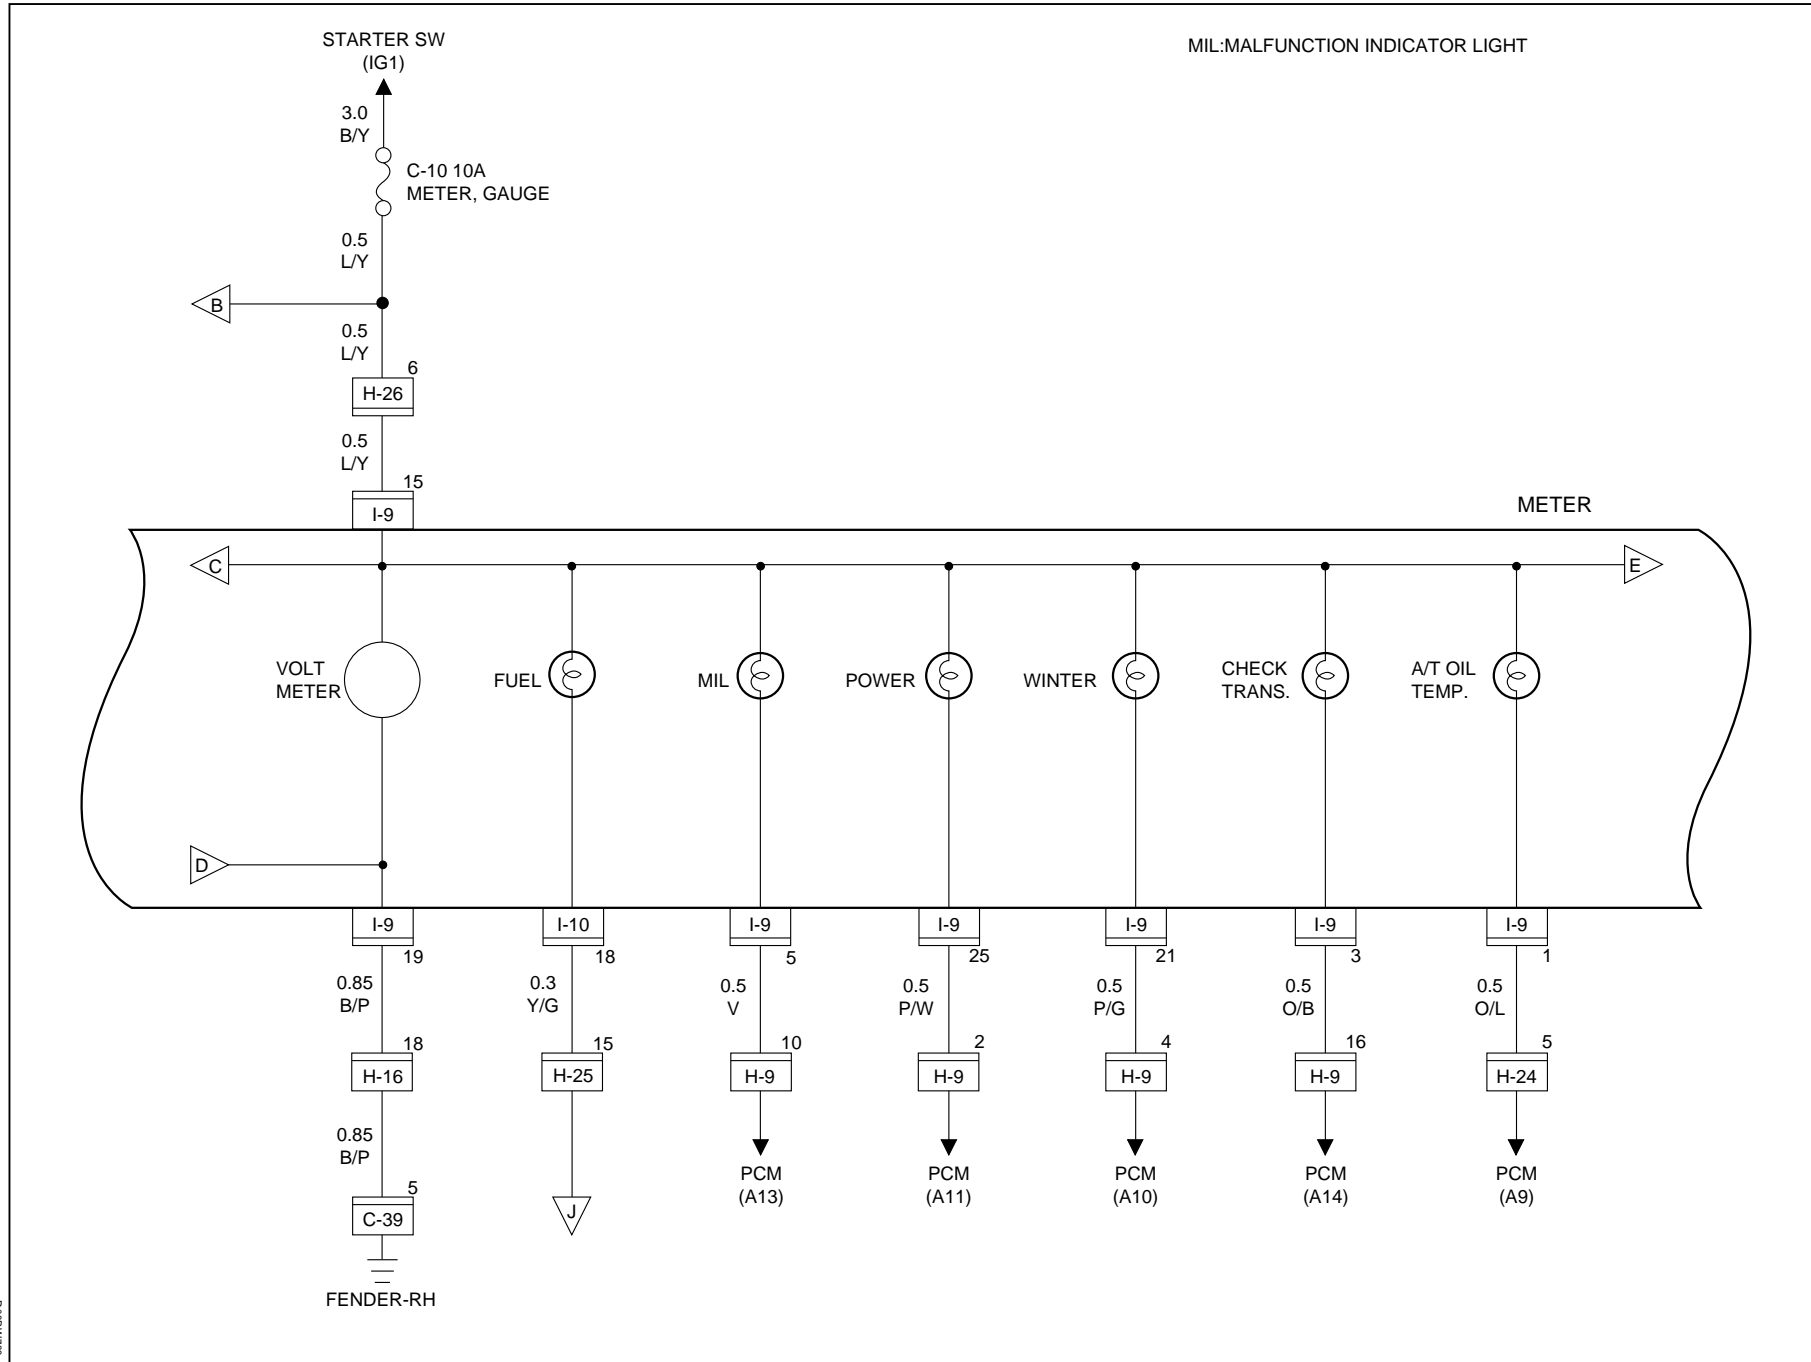 STARTER SW
(IG1)
MIL:MALFUNCTION INDICATOR LIGHT
3.0
B/Y
C-10 10A
METER, GAUGE
0.5
L/Y
B
0.5
L/Y
6
H-26
0.5
L/Y
15
I-9
METER
C
E
VOLT
METER
FUEL
MIL
POWER
WINTER
CHECK
TRANS.
A/T OIL
TEMP.
D
I-9
I-10
I-9
I-9
I-9
I-9
I-9
19
18
5
25
21
3
1
0.85
B/P
0.3
Y/G
0.5
V
0.5
P/W
0.5
P/G
0.5
O/B
0.5
O/L
18
15
10
2
4
16
5
H-16
H-25
H-9
H-9
H-9
H-9
H-24
0.85
B/P
PCM
(A13)
PCM
(A11)
PCM
(A10)
PCM
(A14)
PCM
(A9)
5
C-39
J
FENDER-RH